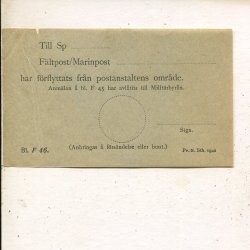 Till Sp
Fältpost/Marinpost
har förflyttats från postanstaltens område.
Anmälan å bl. F 45 har avlåtits till Militärbyrån.
Sign.
Bl. F 46.
(Anbringas å försändelse eller bunt.)